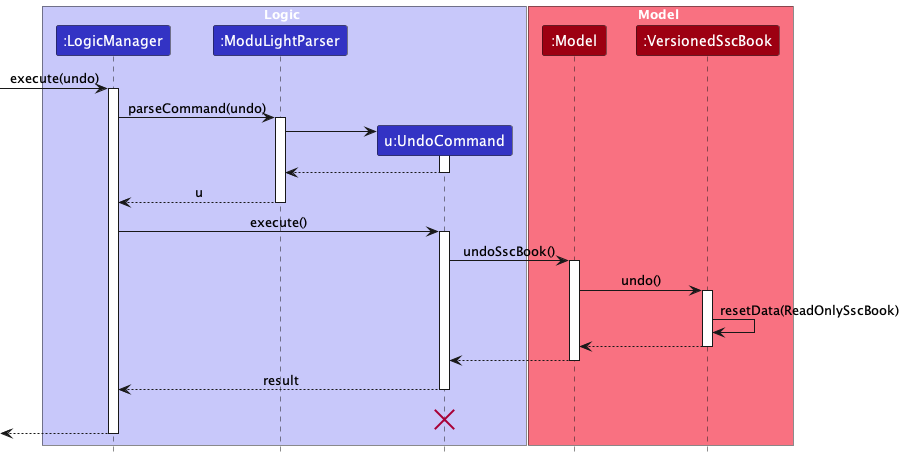 Logic
Model
:LogicManager
:ModuLightParser
:Model
:VersionedSscBook
execute(undo)
parseCommand(undo)
u:UndoCommand
u
execute()
undoSscBook()
undo()
resetData(ReadOnlySscBook)
result